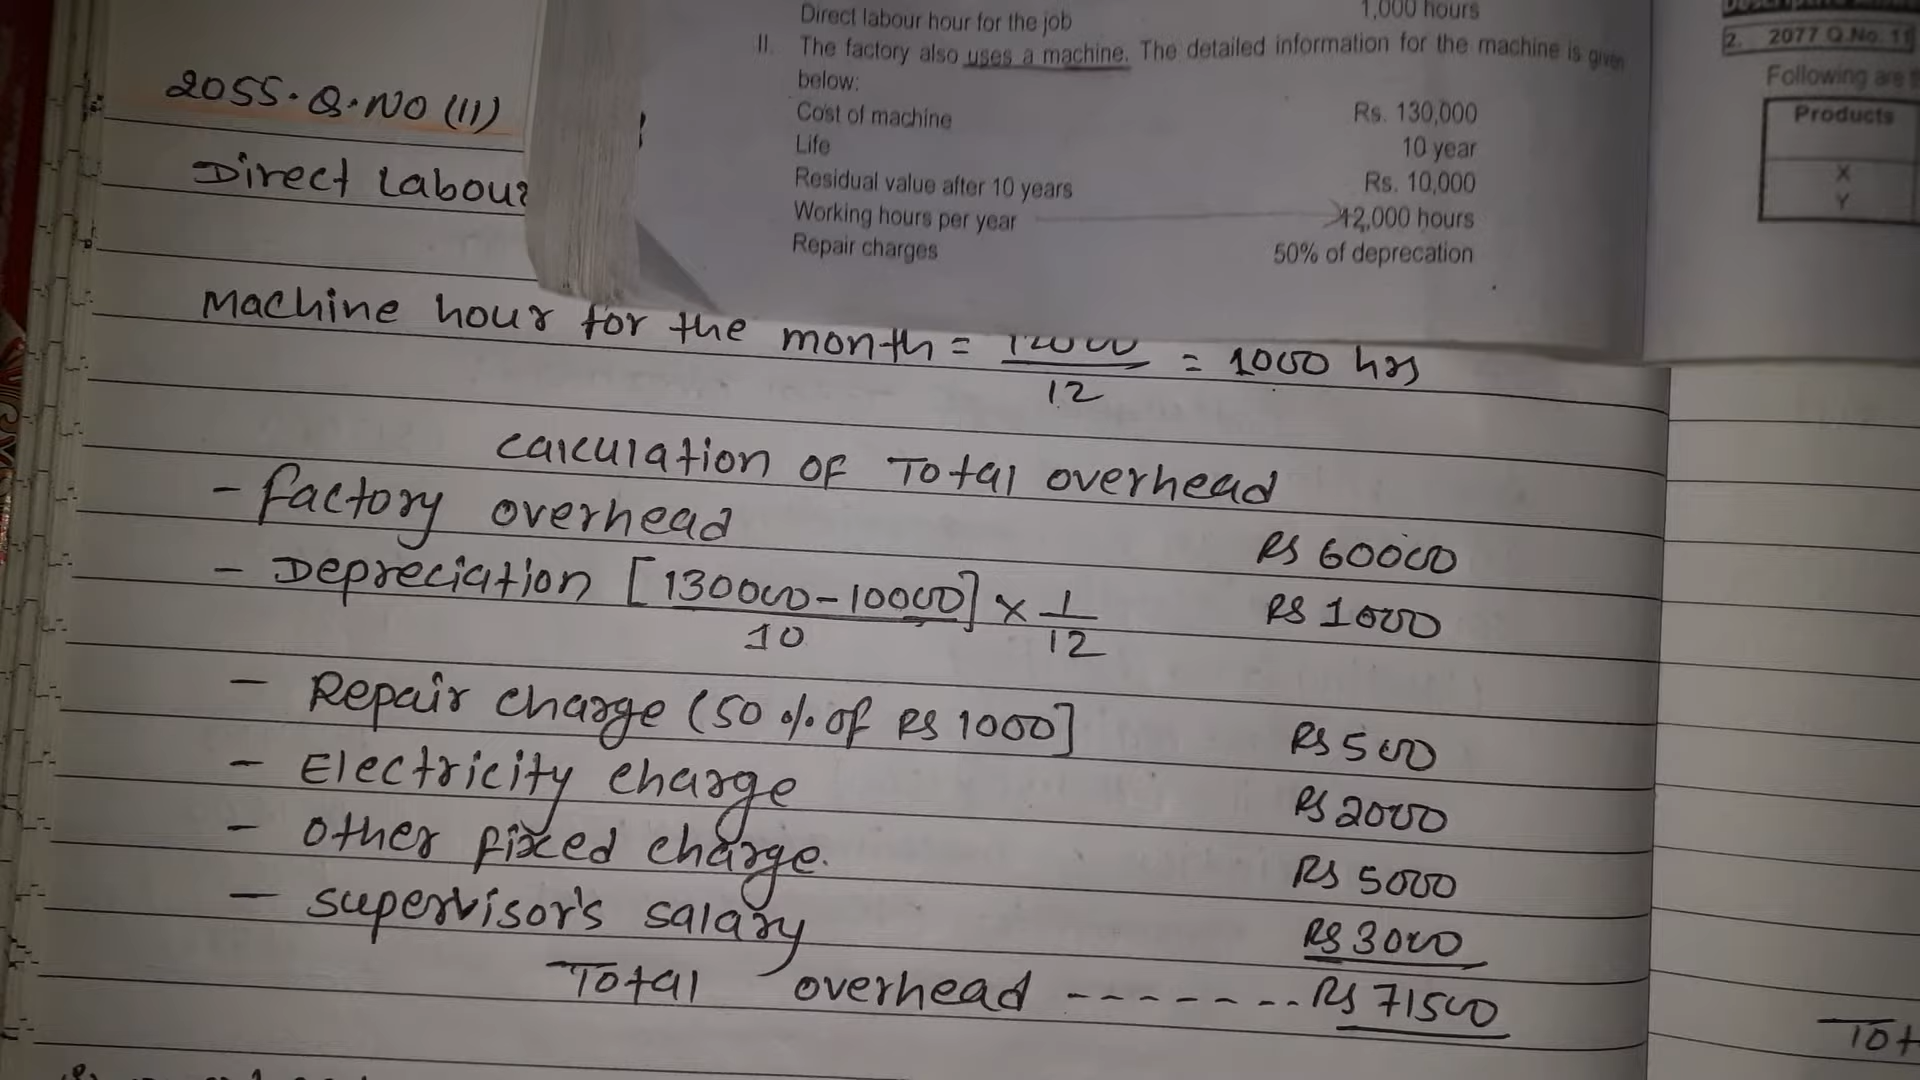 Direct labour hour for the job 1,000 hours
II. The factory also uses a machine. The detailed information for the machine is given
below:
Cost of machine Rs. 130,000
Life 10 year
Residual value after 10 years Rs. 10,000
Working hours per year 12,000 hours
Repair charges 50% of deprecation
2. 2077 Q.No. 11
Following are
Products
X
Y
2055. Q. NO (11)
Direct Labour
Machine hour for the month = 12000 / 12 = 1000 hrs
calculation of Total overhead
- factory overhead RS 60000
- Depreciation [130000-10000 / 10] × 1/12 RS 1000
- Repair charge (50 % of RS 1000] RS 500
- Electricity charge RS 2000
- other fixed charge. RS 5000
- supervisor's salary RS 3000
Total overhead -------- RS 71500
Tot